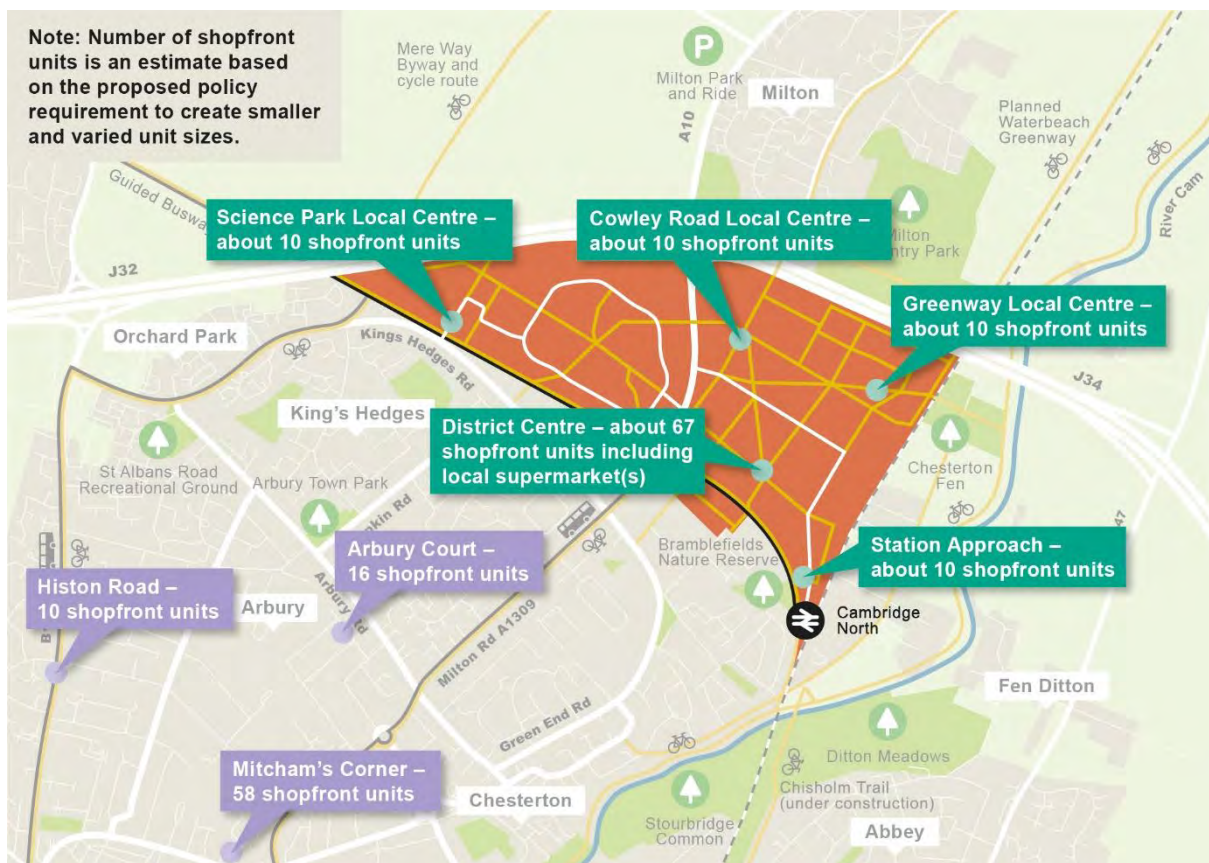 Note: Number of shopfront
units is an estimate based
on the proposed policy
requirement to create smaller
and varied unit sizes.
Mere Way
Byway and
cycle route
P
Milton Park
and Ride
Milton
A10
Planned
Waterbeach
Greenway
River Cam
Guided Busway
Science Park Local Centre –
about 10 shopfront units
Cowley Road Local Centre –
about 10 shopfront units
Milton
Country Park
J32
Greenway Local Centre –
about 10 shopfront units
Orchard Park
Kings Hedges Rd
J34
King's Hedges
District Centre – about 67
shopfront units including
local supermarket(s)
St Albans Road
Recreational Ground
Arbury Town Park
Chesterton
Fen
Arbury Court –
16 shopfront units
Bramblefields
Nature Reserve
Station Approach –
about 10 shopfront units
Histon Road –
10 shopfront units
Arbury
Arbury Rd
Milton Rd A1309
Cambridge
North
Green End Rd
Fen Ditton
Mitcham's Corner –
58 shopfront units
Chesterton
Ditton Meadows
Chisholm Trail
(under construction)
Stourbridge
Common
Abbey